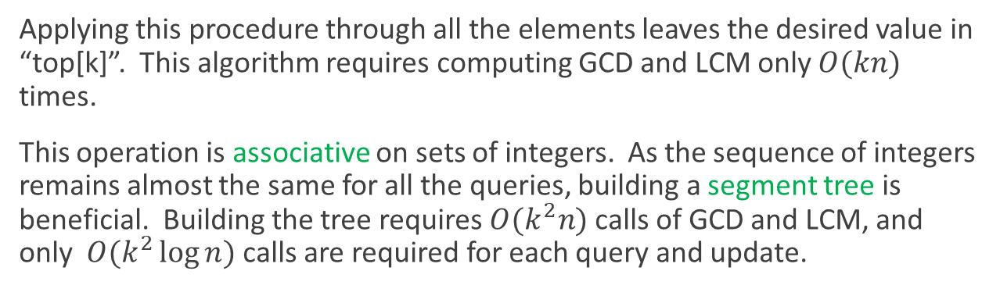 Applying this procedure through all the elements leaves the desired value in
“top[k]”. This algorithm requires computing GCD and LCM only O(kn)
times.
This operation is associative on sets of integers. As the sequence of integers
remains almost the same for all the queries, building a segment tree is
beneficial. Building the tree requires O(k²n) calls of GCD and LCM, and
only O(k² log n) calls are required for each query and update.